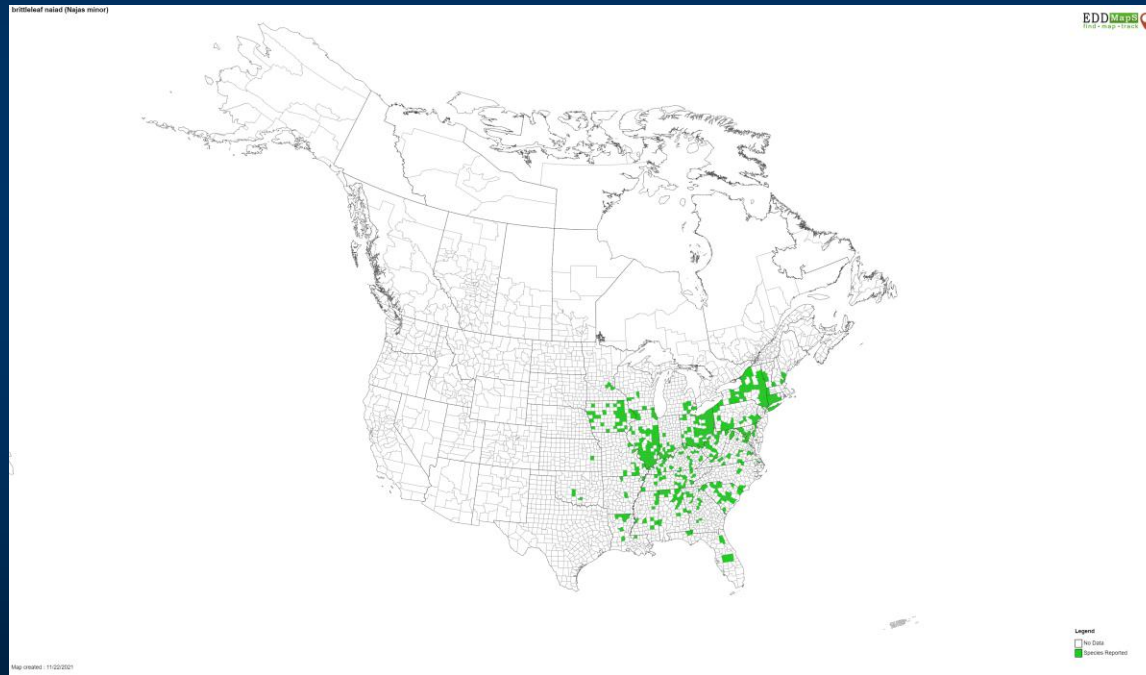 brittleleaf naiad (Najas minor)
EDDMapS
find • map • track
Legend
No Data
Species Reported
Map created : 11/22/2021